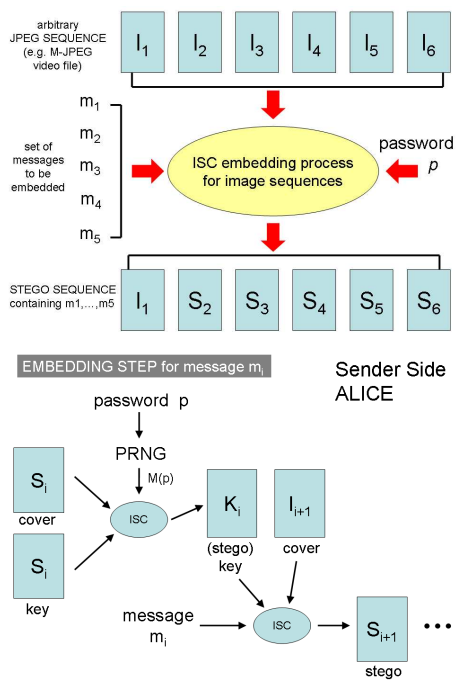 arbitrary
JPEG SEQUENCE
(e.g. M-JPEG
video file)
I1 I2 I3 I4 I5 I6
m1
m2
m3
m4
m5
set of
messages
to be
embedded
ISC embedding process
for image sequences
password
p
STEGO SEQUENCE
containing m1,...,m5
I1 S2 S3 S4 S5 S6
EMBEDDING STEP for message mi
Sender Side
ALICE
password p
PRNG
M(p)
Si
cover
ISC
Si
key
Ki
(stego)
key
Ii+1
cover
message
mi
ISC
Si+1
stego
•••